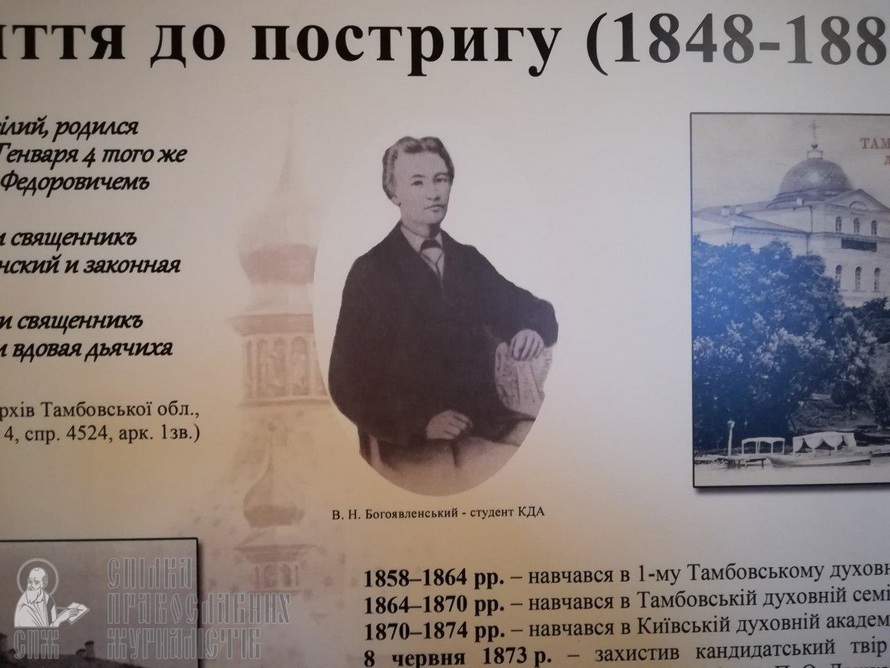 ття до постригу (1848-188
ілий, родился
Генваря 4 того же
Федоровичемъ
и священникъ
нский и законная
и священникъ
и вдовая дьячиха
рхів Тамбовської обл.,
4, спр. 4524, арк. 1зв.)
ТАМ
В. Н. Богоявленський - студент КДА
1858–1864 рр. – навчався в 1-му Тамбовському духовн
1864–1870 рр. – навчався в Тамбовській духовній семі
1870–1874 рр. – навчався в Київській духовній академ
8 червня 1873 р. – захистив кандидатський твір
СПІЛКА
ПРАВОСЛАВНИХ
ЖУРНАЛІСТІВ
СПЖ